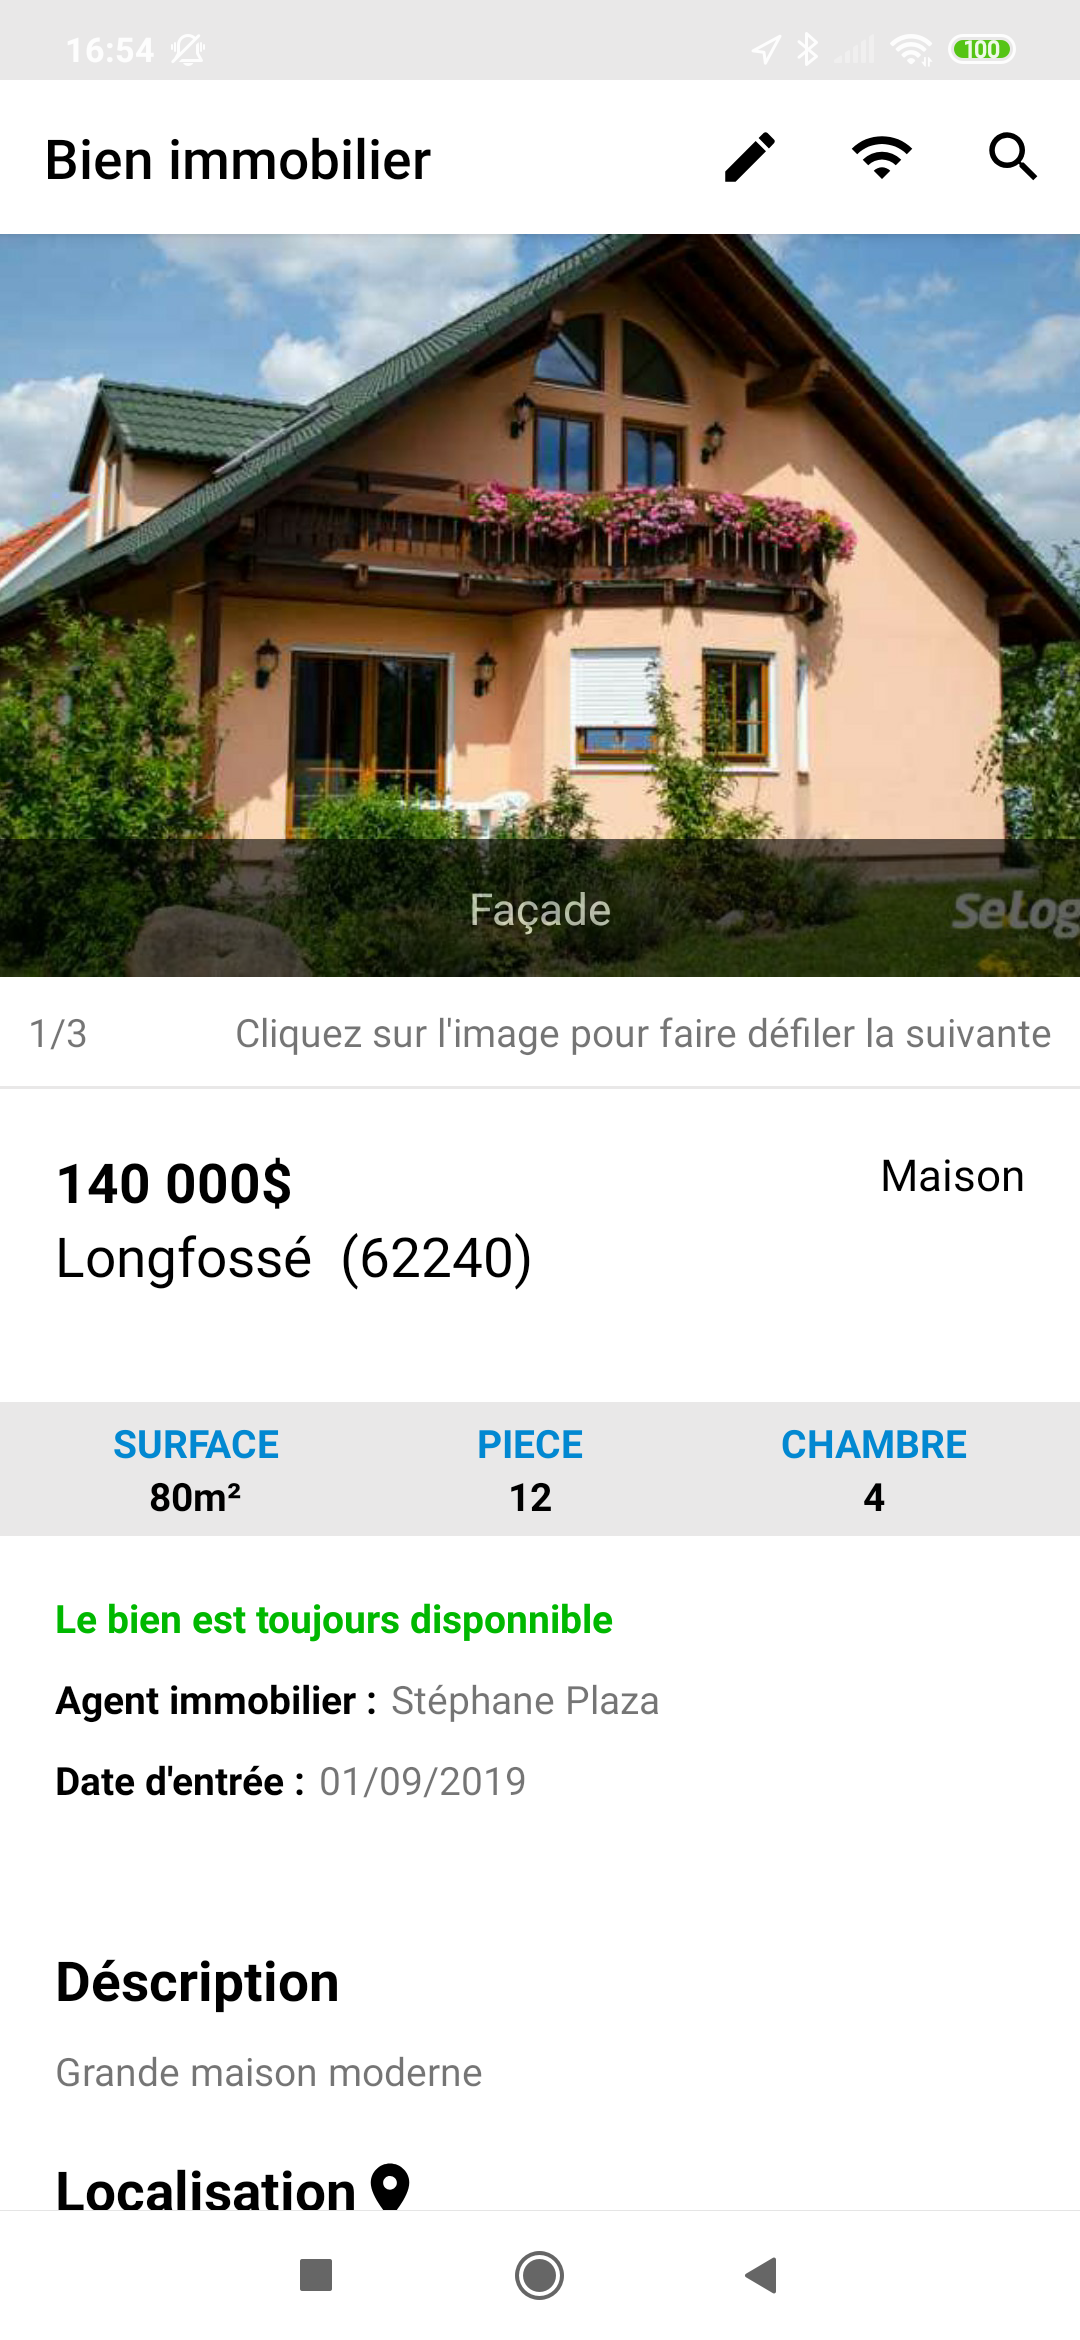 16:54
100
Bien immobilier
Façade
SeLog
1/3
Cliquez sur l'image pour faire défiler la suivante
140 000$
Maison
Longfossé (62240)
SURFACE PIECE CHAMBRE
80m² 12 4
Le bien est toujours disponnible
Agent immobilier : Stéphane Plaza
Date d'entrée : 01/09/2019
Déscription
Grande maison moderne
Localisation